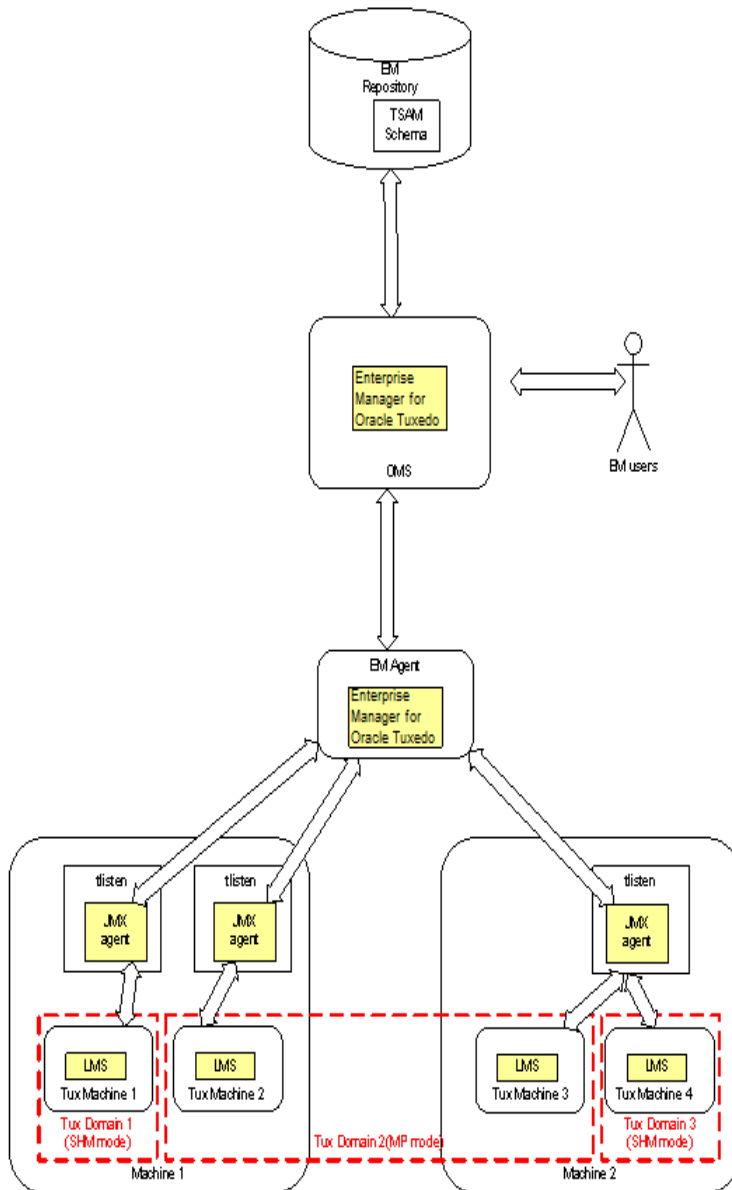 EM
Repository
TSAM
Schema
Enterprise
Manager for
Oracle Tuxedo
OMS
EM users
EM Agent
Enterprise
Manager for
Oracle Tuxedo
tlisten
tlisten
tlisten
JMX
agent
JMX
agent
JMX
agent
LMS
Tux Machine 1
LMS
Tux Machine 2
LMS
Tux Machine 3
LMS
Tux Machine 4
Tux Domain 1
(SHM mode)
Tux Domain 2(MP mode)
Tux Domain 3
(SHM mode)
Machine 1
Machine 2